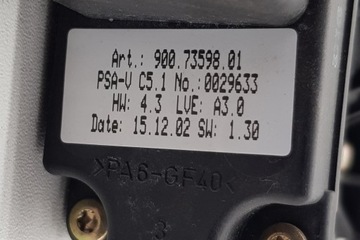 Art.: 900.73598.01
PSA-V C5.1 No.:0029633
HW: 4.3 LVE: A3.0
Date: 15.12.02 SW: 1.30
>PA6-GF40<
3